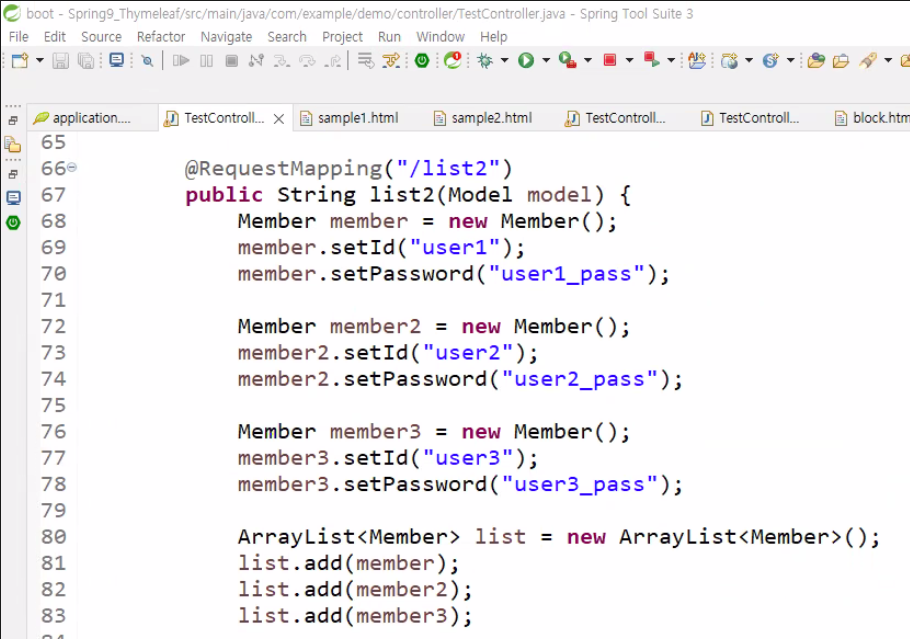 boot - Spring9_Thymeleaf/src/main/java/com/example/demo/controller/TestController.java - Spring Tool Suite 3
File Edit Source Refactor Navigate Search Project Run Window Help
application.... TestControll... sample1.html sample2.html TestControll... TestControll... block.htm
65
66 @RequestMapping("/list2")
67 public String list2(Model model) {
68 Member member = new Member();
69 member.setId("user1");
70 member.setPassword("user1_pass");
71
72 Member member2 = new Member();
73 member2.setId("user2");
74 member2.setPassword("user2_pass");
75
76 Member member3 = new Member();
77 member3.setId("user3");
78 member3.setPassword("user3_pass");
79
80 ArrayList<Member> list = new ArrayList<Member>();
81 list.add(member);
82 list.add(member2);
83 list.add(member3);